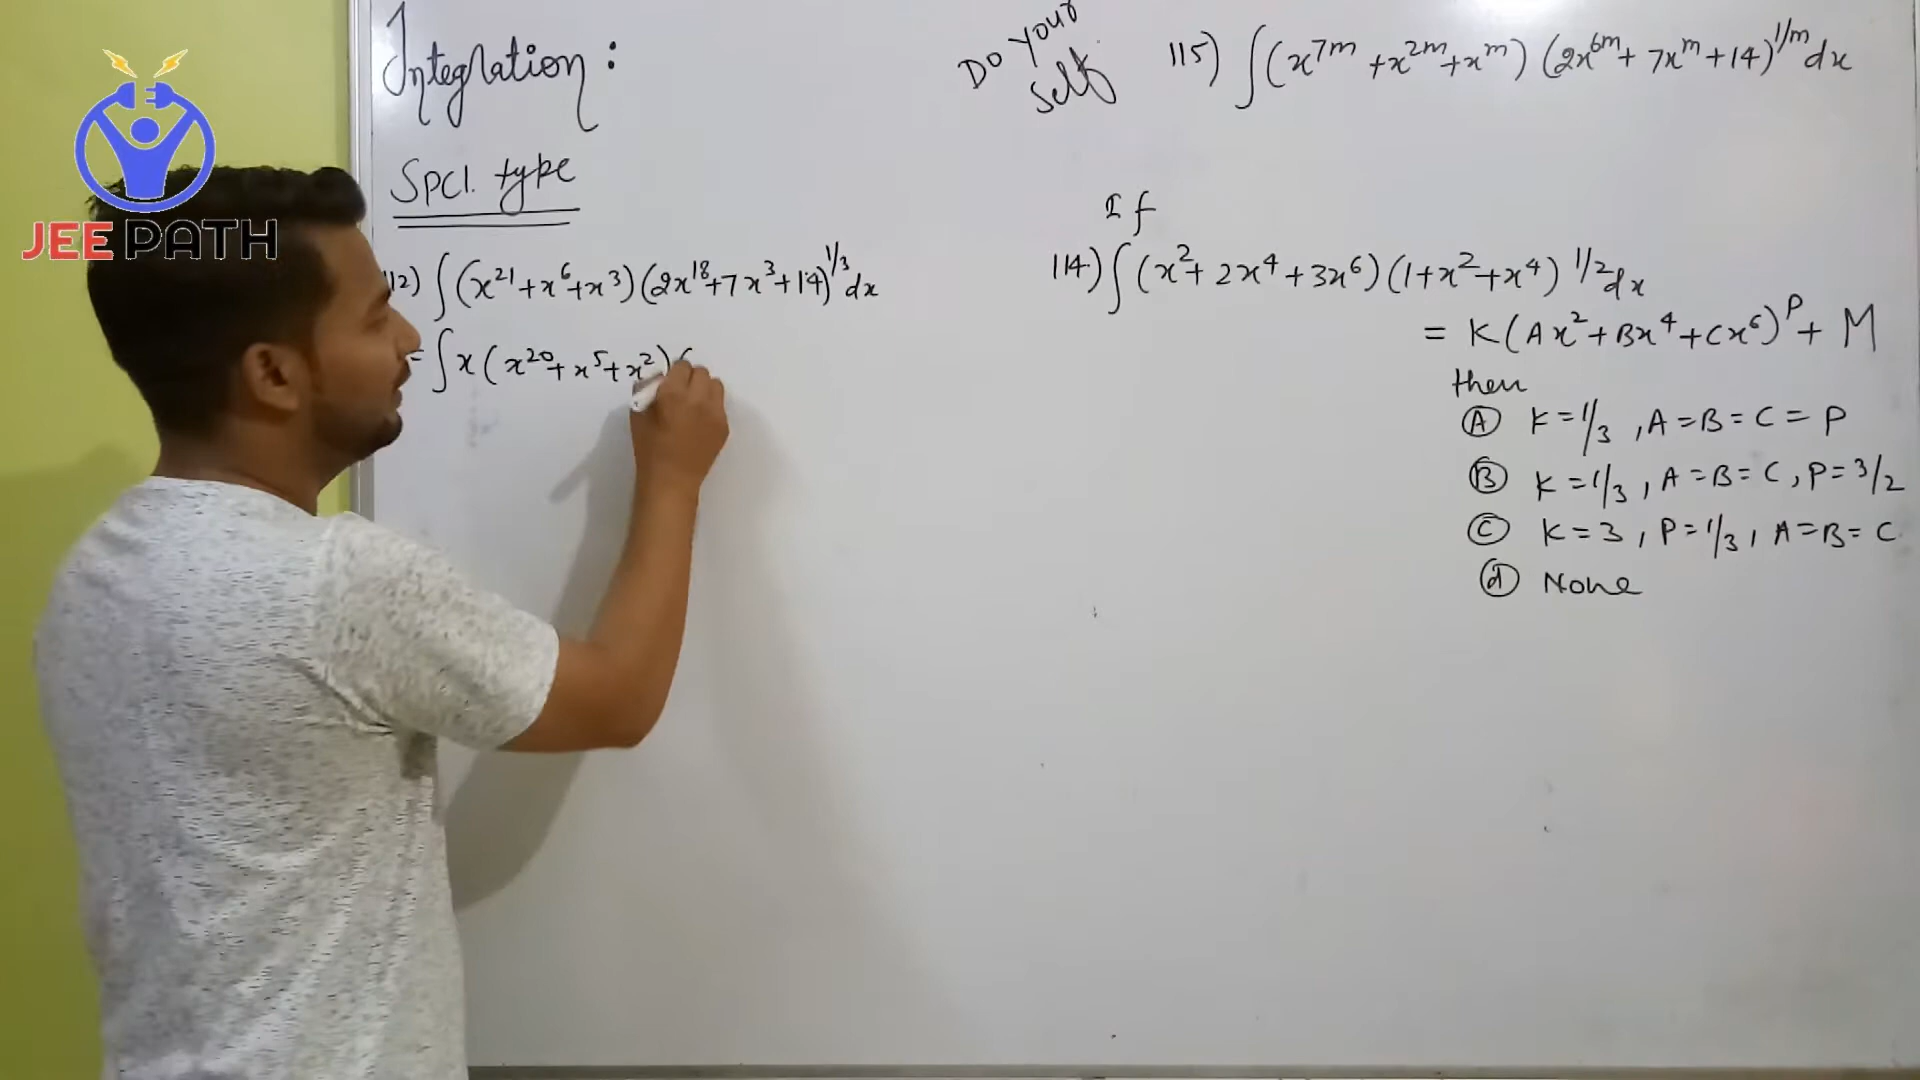 JEE PATH
Integration :
Spcl. type
112) ∫(x²¹+x⁶+x³)(2x¹⁸+7x³+14)^1/3 dx
= ∫x(x²⁰+x⁵+x²)(
Do Your
self
115) ∫(x^7m+x^2m+x^m)(2x^6m+7x^m+14)^1/m dx
If
114.) ∫(x²+2x⁴+3x⁶)(1+x²+x⁴)^1/2 dx
= K(Ax²+Bx⁴+Cx⁶)^P + M
then
(A) K=1/3, A=B=C=P
(B) K=1/3, A=B=C, P=3/2
(C) K=3, P=1/3, A=B=C
(d) None